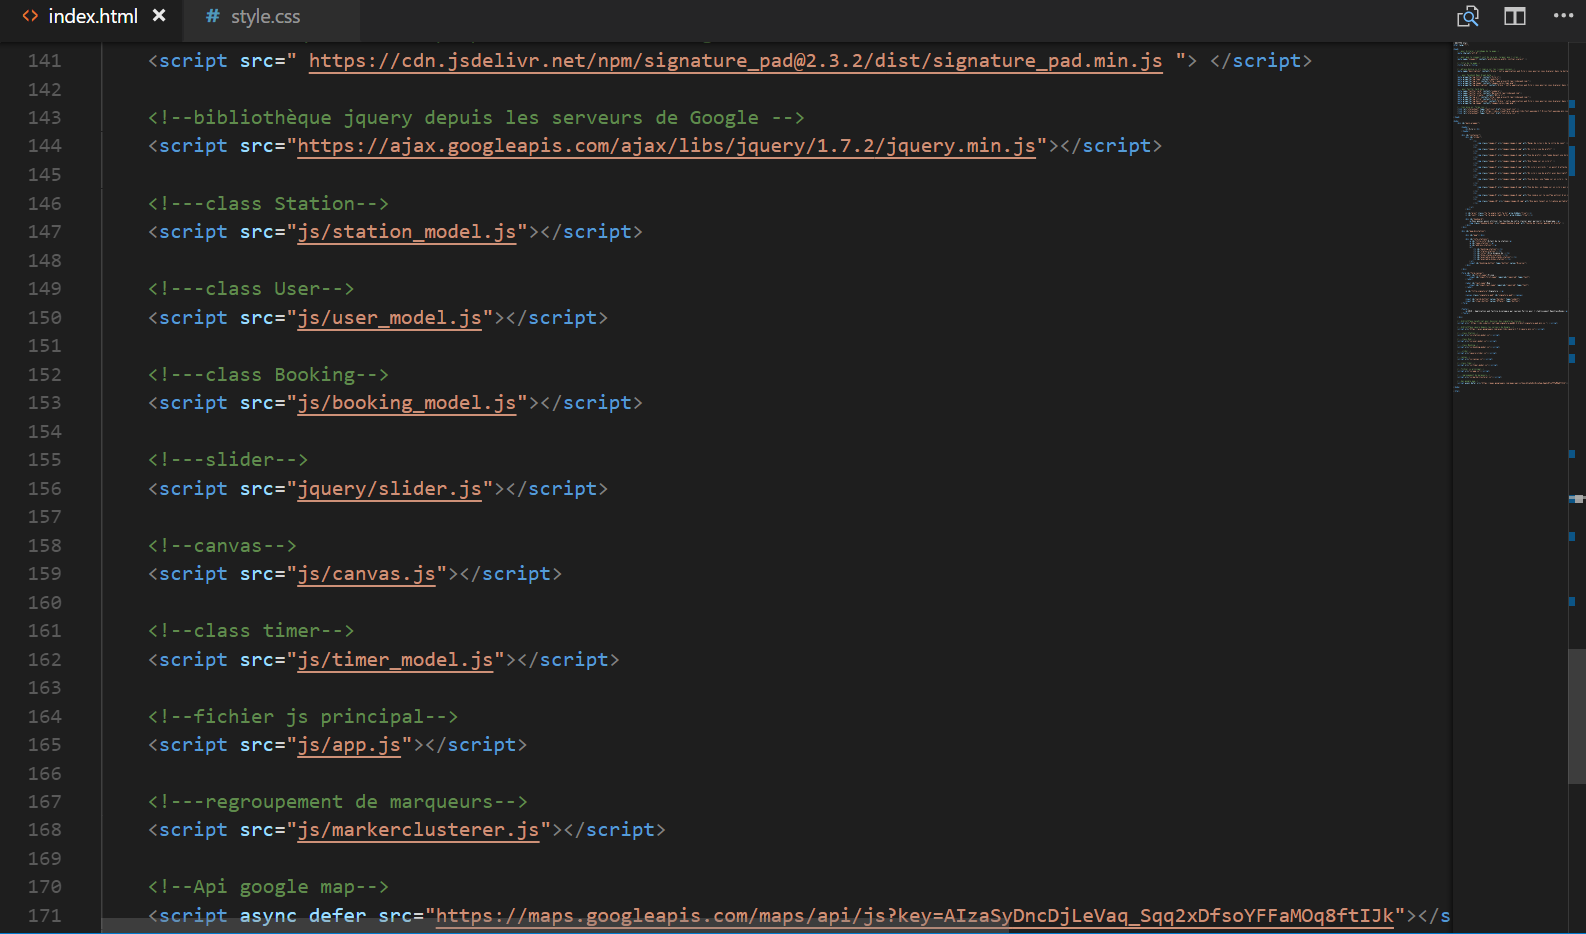 index.html × # style.css
141 <script src=" https://cdn.jsdelivr.net/npm/signature_pad@2.3.2/dist/signature_pad.min.js "> </script>
142
143 <!--bibliothèque jquery depuis les serveurs de Google -->
144 <script src="https://ajax.googleapis.com/ajax/libs/jquery/1.7.2/jquery.min.js"></script>
145
146 <!---class Station-->
147 <script src="js/station_model.js"></script>
148
149 <!---class User-->
150 <script src="js/user_model.js"></script>
151
152 <!---class Booking-->
153 <script src="js/booking_model.js"></script>
154
155 <!---slider-->
156 <script src="jquery/slider.js"></script>
157
158 <!--canvas-->
159 <script src="js/canvas.js"></script>
160
161 <!--class timer-->
162 <script src="js/timer_model.js"></script>
163
164 <!--fichier js principal-->
165 <script src="js/app.js"></script>
166
167 <!---regroupement de marqueurs-->
168 <script src="js/markerclusterer.js"></script>
169
170 <!--Api google map-->
171 <script async defer src="https://maps.googleapis.com/maps/api/js?key=AIzaSyDncDjLeVaq_Sqq2xDfsoYFFaMOq8ftIJk"></s